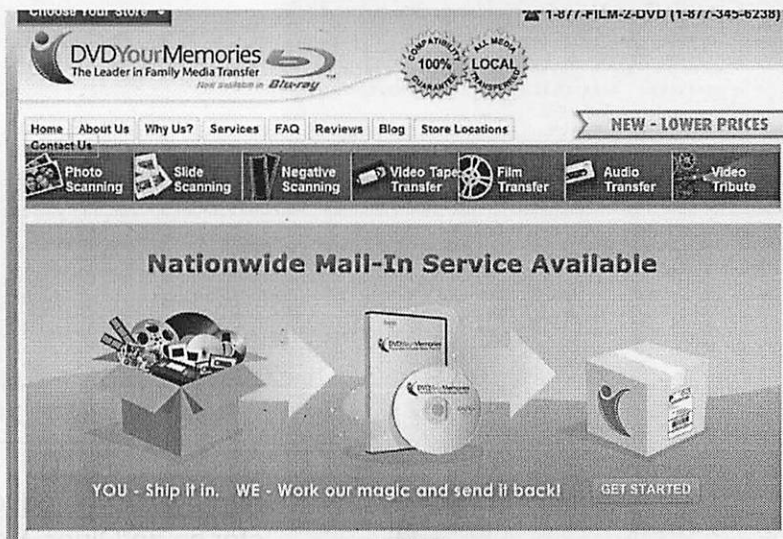 Choose Your Store
1-877-FILM-2-DVD (1-877-345-6238)
DVDYourMemories
The Leader in Family Media Transfer
Now available in Blu-ray
COMPATIBILITY
100%
GUARANTEE
ALL MEDIA
LOCAL
TRANSFERRED
Home About Us Why Us? Services FAQ Reviews Blog Store Locations
Contact Us
NEW - LOWER PRICES
Photo Scanning
Slide Scanning
Negative Scanning
Video Tape Transfer
Film Transfer
Audio Transfer
Video Tribute
Nationwide Mail-In Service Available
DVDYourMemories
DVDYourMemories
YOU - Ship it in. WE - Work our magic and send it back!
GET STARTED